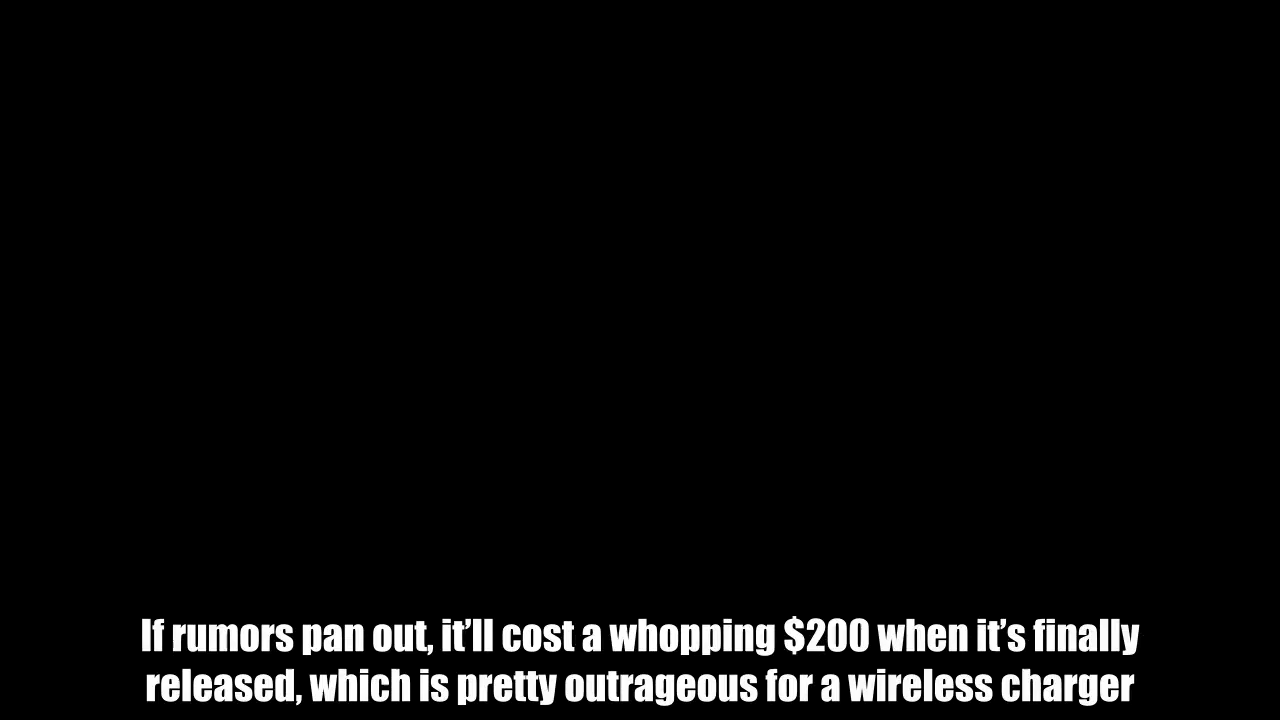 If rumors pan out, it’ll cost a whopping $200 when it’s finally
released, which is pretty outrageous for a wireless charger